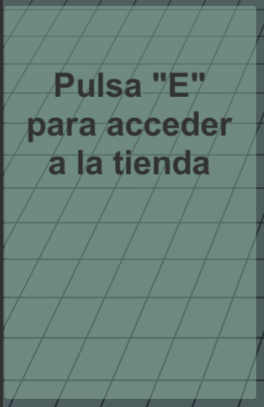 Pulsa "E"
para acceder
a la tienda